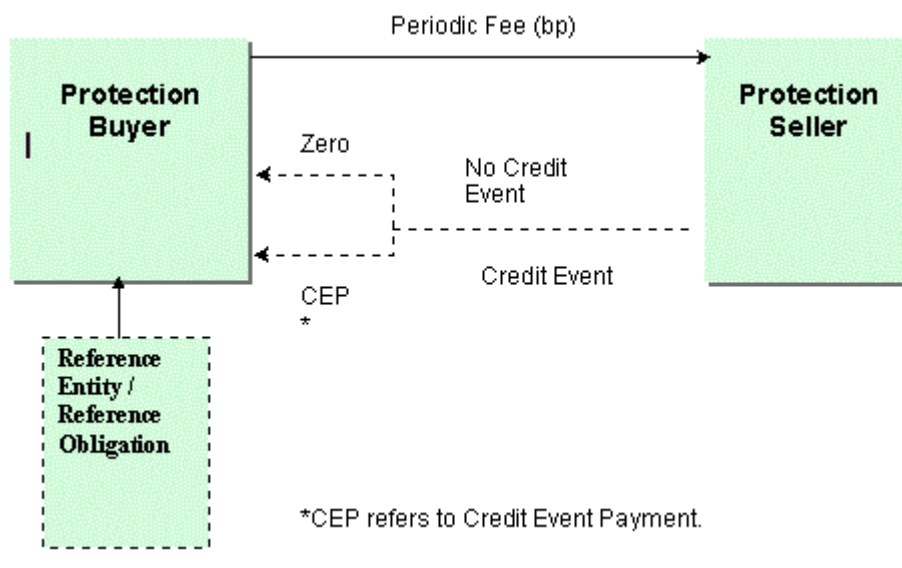 Periodic Fee (bp)
Protection
Buyer
Protection
Seller
Zero
No Credit
Event
Credit Event
CEP
*
Reference
Entity /
Reference
Obligation
*CEP refers to Credit Event Payment.